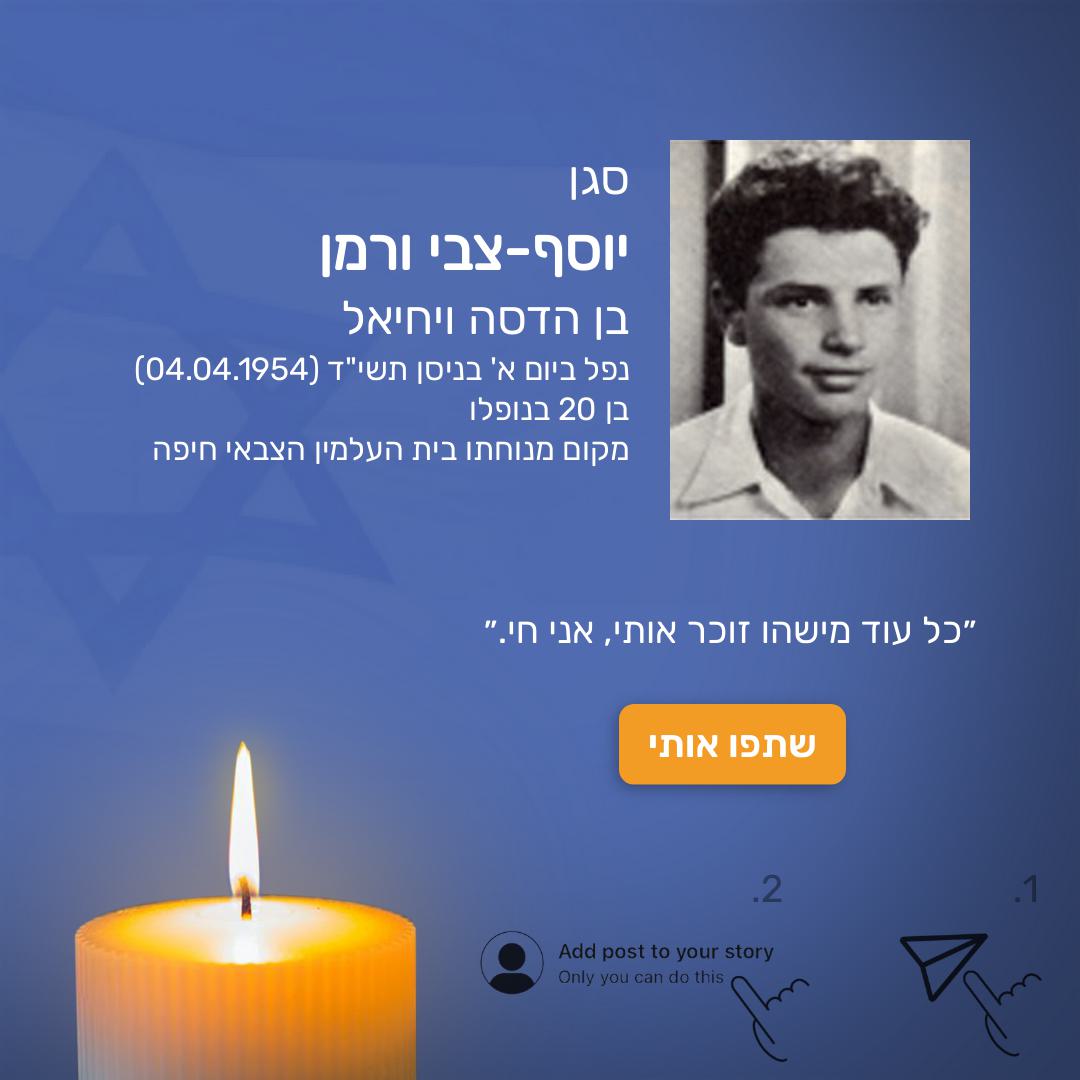 סגן
יוסף-צבי ורמן
בן הדסה ויחיאל
נפל ביום א' בניסן תשי"ד (04.04.1954)
בן 20 בנופלו
מקום מנוחתו בית העלמין הצבאי חיפה
״כל עוד מישהו זוכר אותי, אני חי.״
שתפו אותי
.1
.2
Add post to your story
Only you can do this